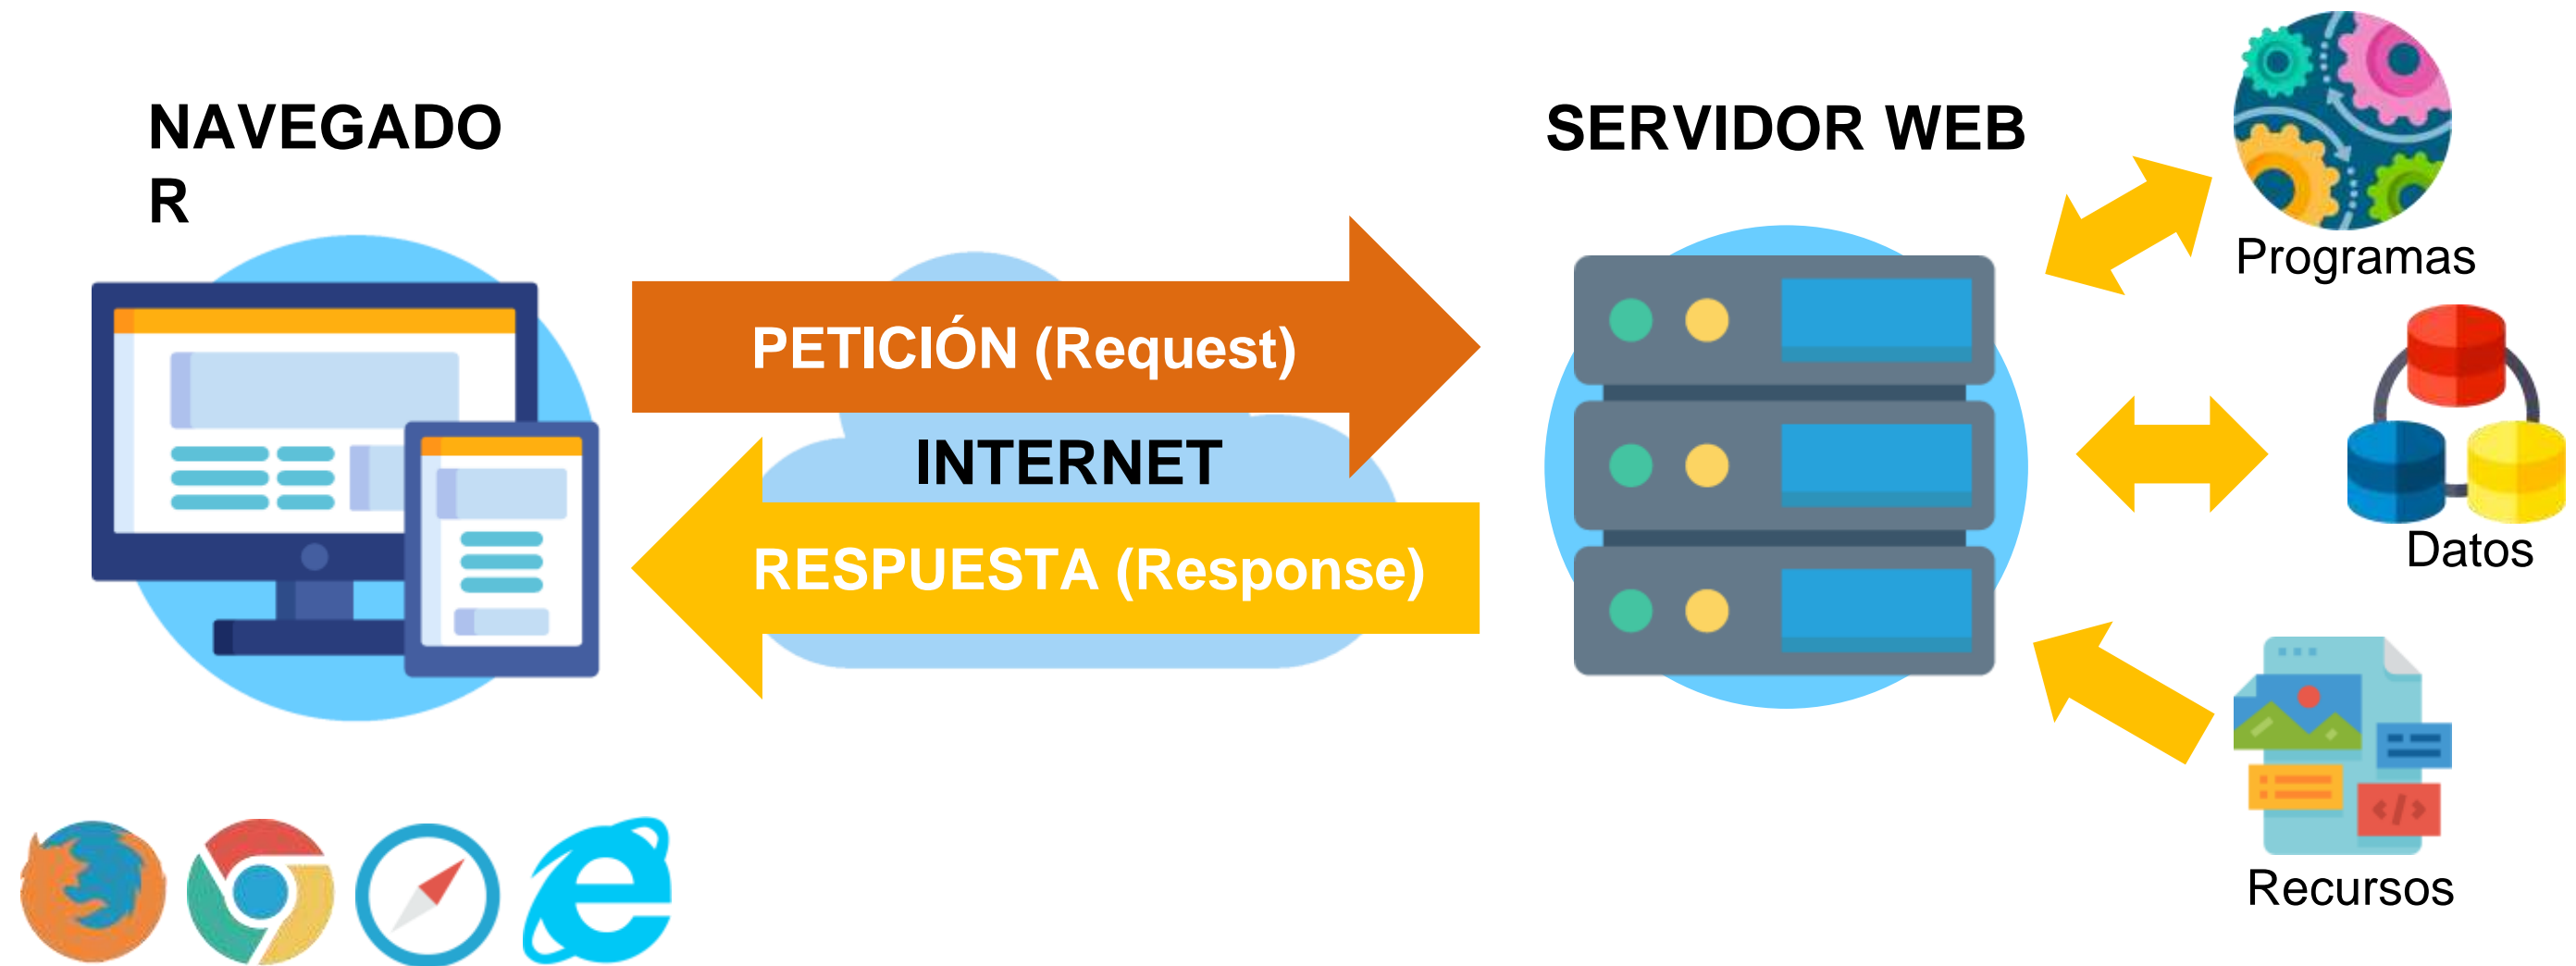 NAVEGADO
R
SERVIDOR WEB
Programas
PETICIÓN (Request)
INTERNET
RESPUESTA (Response)
Datos
Recursos